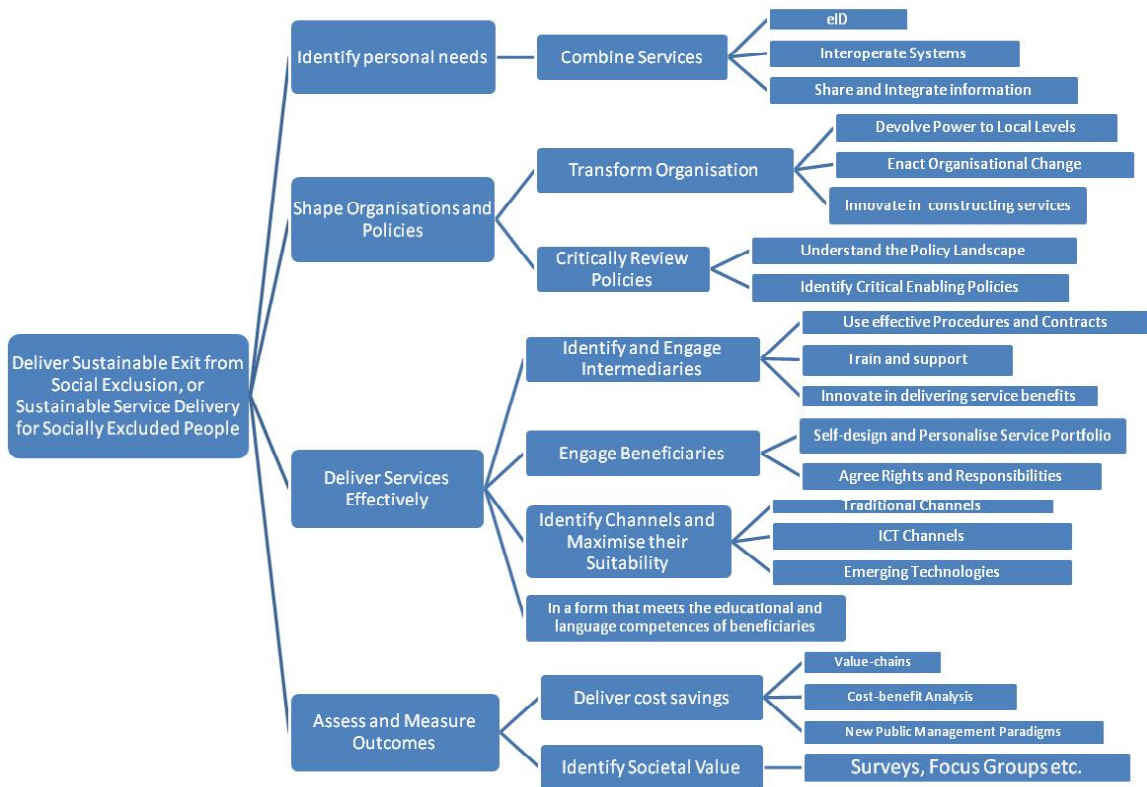 Deliver Sustainable Exit from
Social Exclusion, or
Sustainable Service Delivery
for Socially Excluded People
Identify personal needs
Combine Services
eID
Interoperate Systems
Share and Integrate information
Shape Organisations and
Policies
Transform Organisation
Devolve Power to Local Levels
Enact Organisational Change
Innovate in constructing services
Critically Review
Policies
Understand the Policy Landscape
Identify Critical Enabling Policies
Deliver Services
Effectively
Identify and Engage
Intermediaries
Use effective Procedures and Contracts
Train and support
Innovate in delivering service benefits
Engage Beneficiaries
Self-design and Personalise Service Portfolio
Agree Rights and Responsibilities
Identify Channels and
Maximise their
Suitability
Traditional Channels
ICT Channels
Emerging Technologies
In a form that meets the educational and
language competences of beneficiaries
Assess and Measure
Outcomes
Deliver cost savings
Value-chains
Cost-benefit Analysis
New Public Management Paradigms
Identify Societal Value
Surveys, Focus Groups etc.